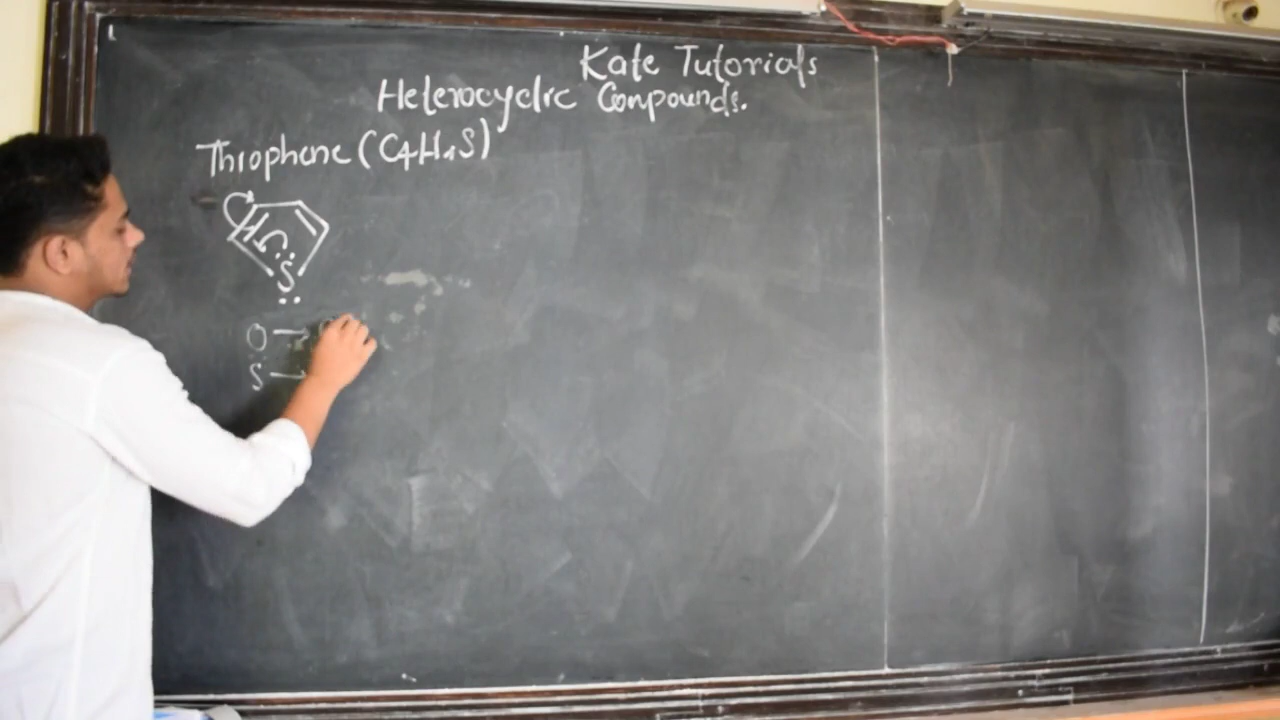 Kate Tutorials
Heterocyclic Compounds.
Thiophene (C4H4S)
S
O →
S →